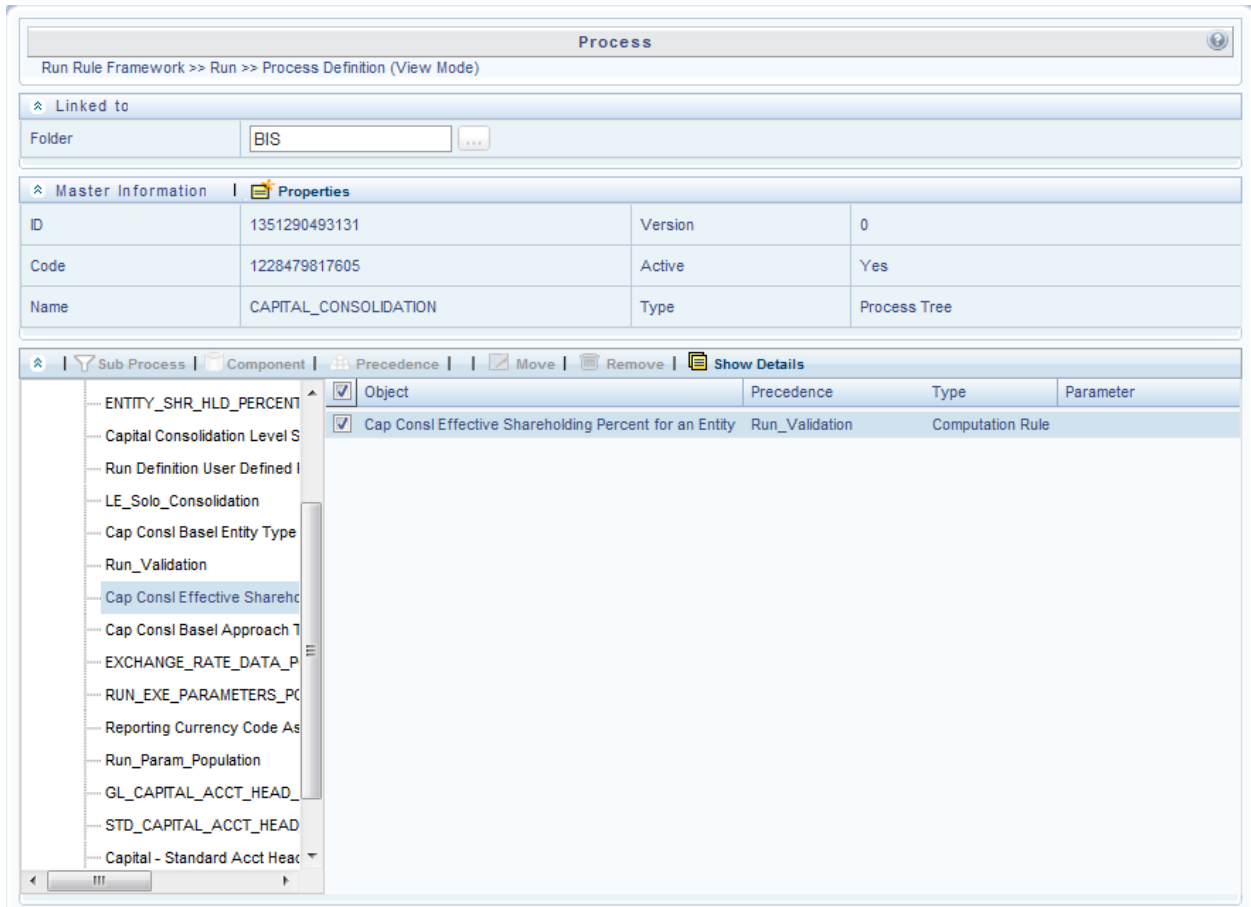 Process
Run Rule Framework >> Run >> Process Definition (View Mode)
Linked to
Folder BIS ...
Master Information | Properties
ID 1351290493131 Version 0
Code 1228479817605 Active Yes
Name CAPITAL_CONSOLIDATION Type Process Tree
| Sub Process | Component | Precedence | | Move | Remove | Show Details
Object Precedence Type Parameter
Cap Consl Effective Shareholding Percent for an Entity Run_Validation Computation Rule
ENTITY_SHR_HLD_PERCENT
Capital Consolidation Level S
Run Definition User Defined
LE_Solo_Consolidation
Cap Consl Basel Entity Type
Run_Validation
Cap Consl Effective Shareho
Cap Consl Basel Approach T
EXCHANGE_RATE_DATA_P
RUN_EXE_PARAMETERS_PO
Reporting Currency Code As
Run_Param_Population
GL_CAPITAL_ACCT_HEAD_
STD_CAPITAL_ACCT_HEAD
Capital - Standard Acct Head